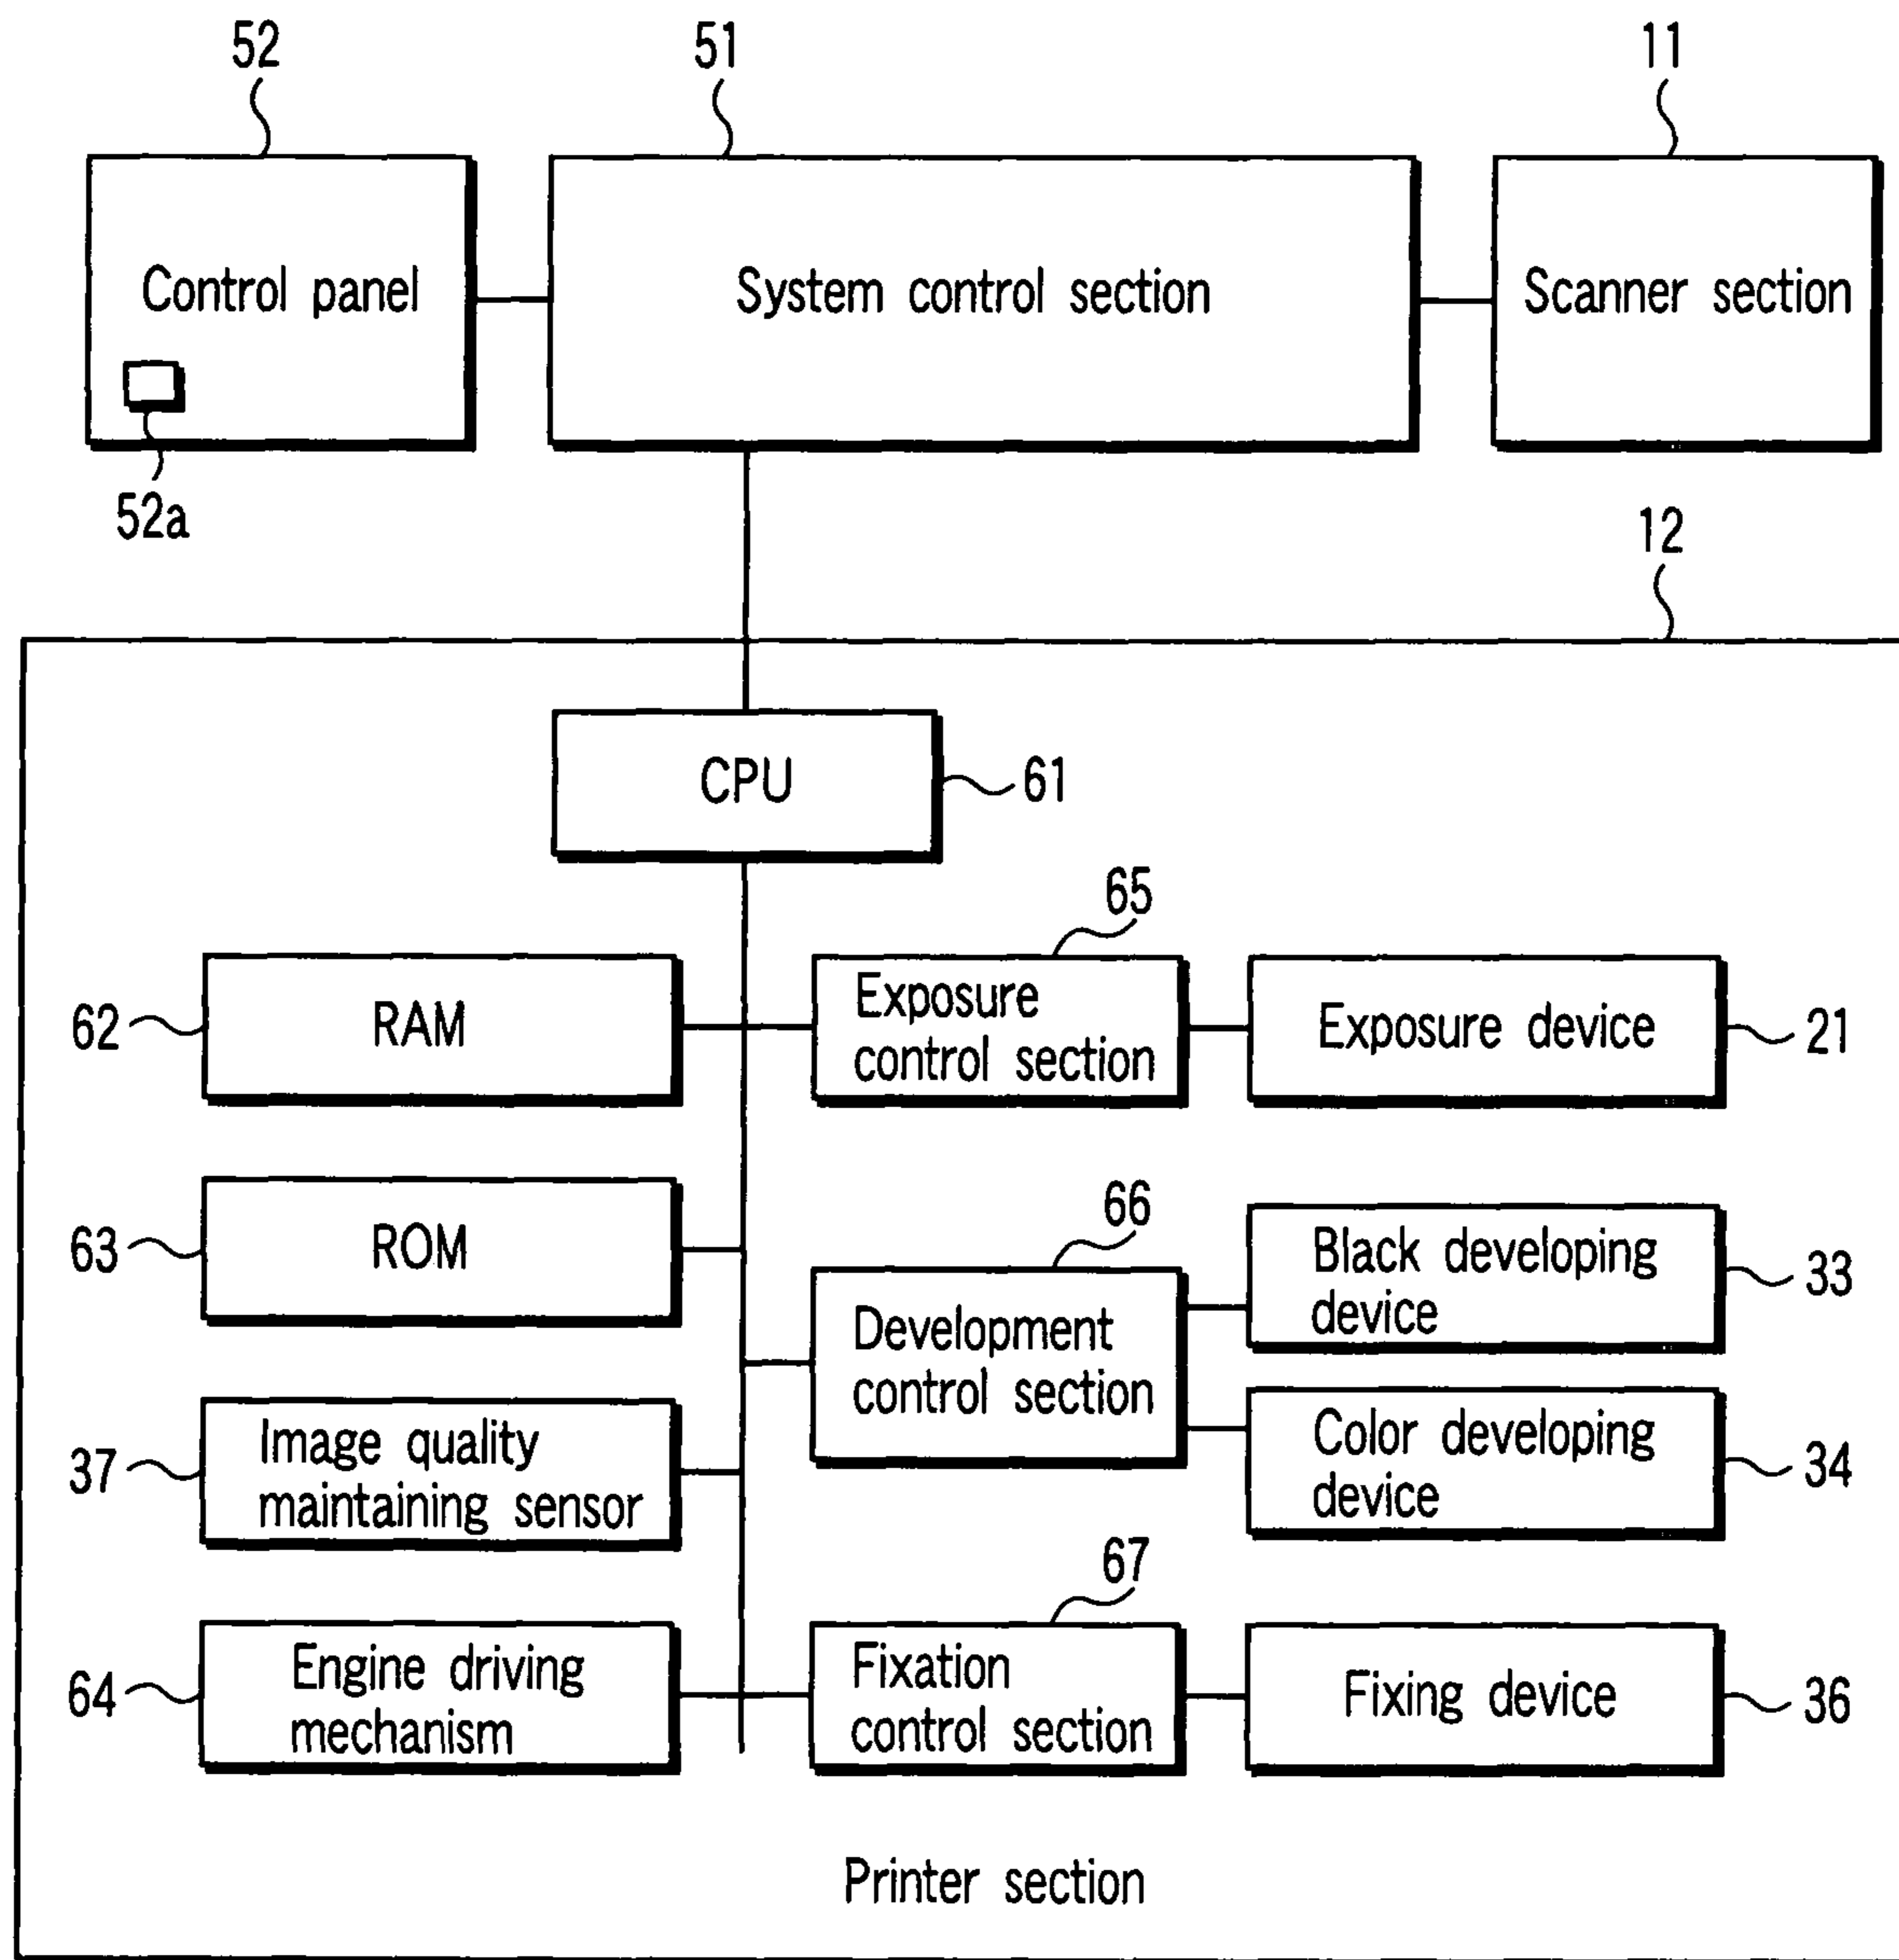 52
51
11
Control panel
System control section
Scanner section
52a
12
CPU
61
65
62
RAM
Exposure
control section
Exposure device
21
63
ROM
66
Black developing
device
33
Development
control section
37
Image quality
maintaining sensor
Color developing
device
34
67
64
Engine driving
mechanism
Fixation
control section
Fixing device
36
Printer section